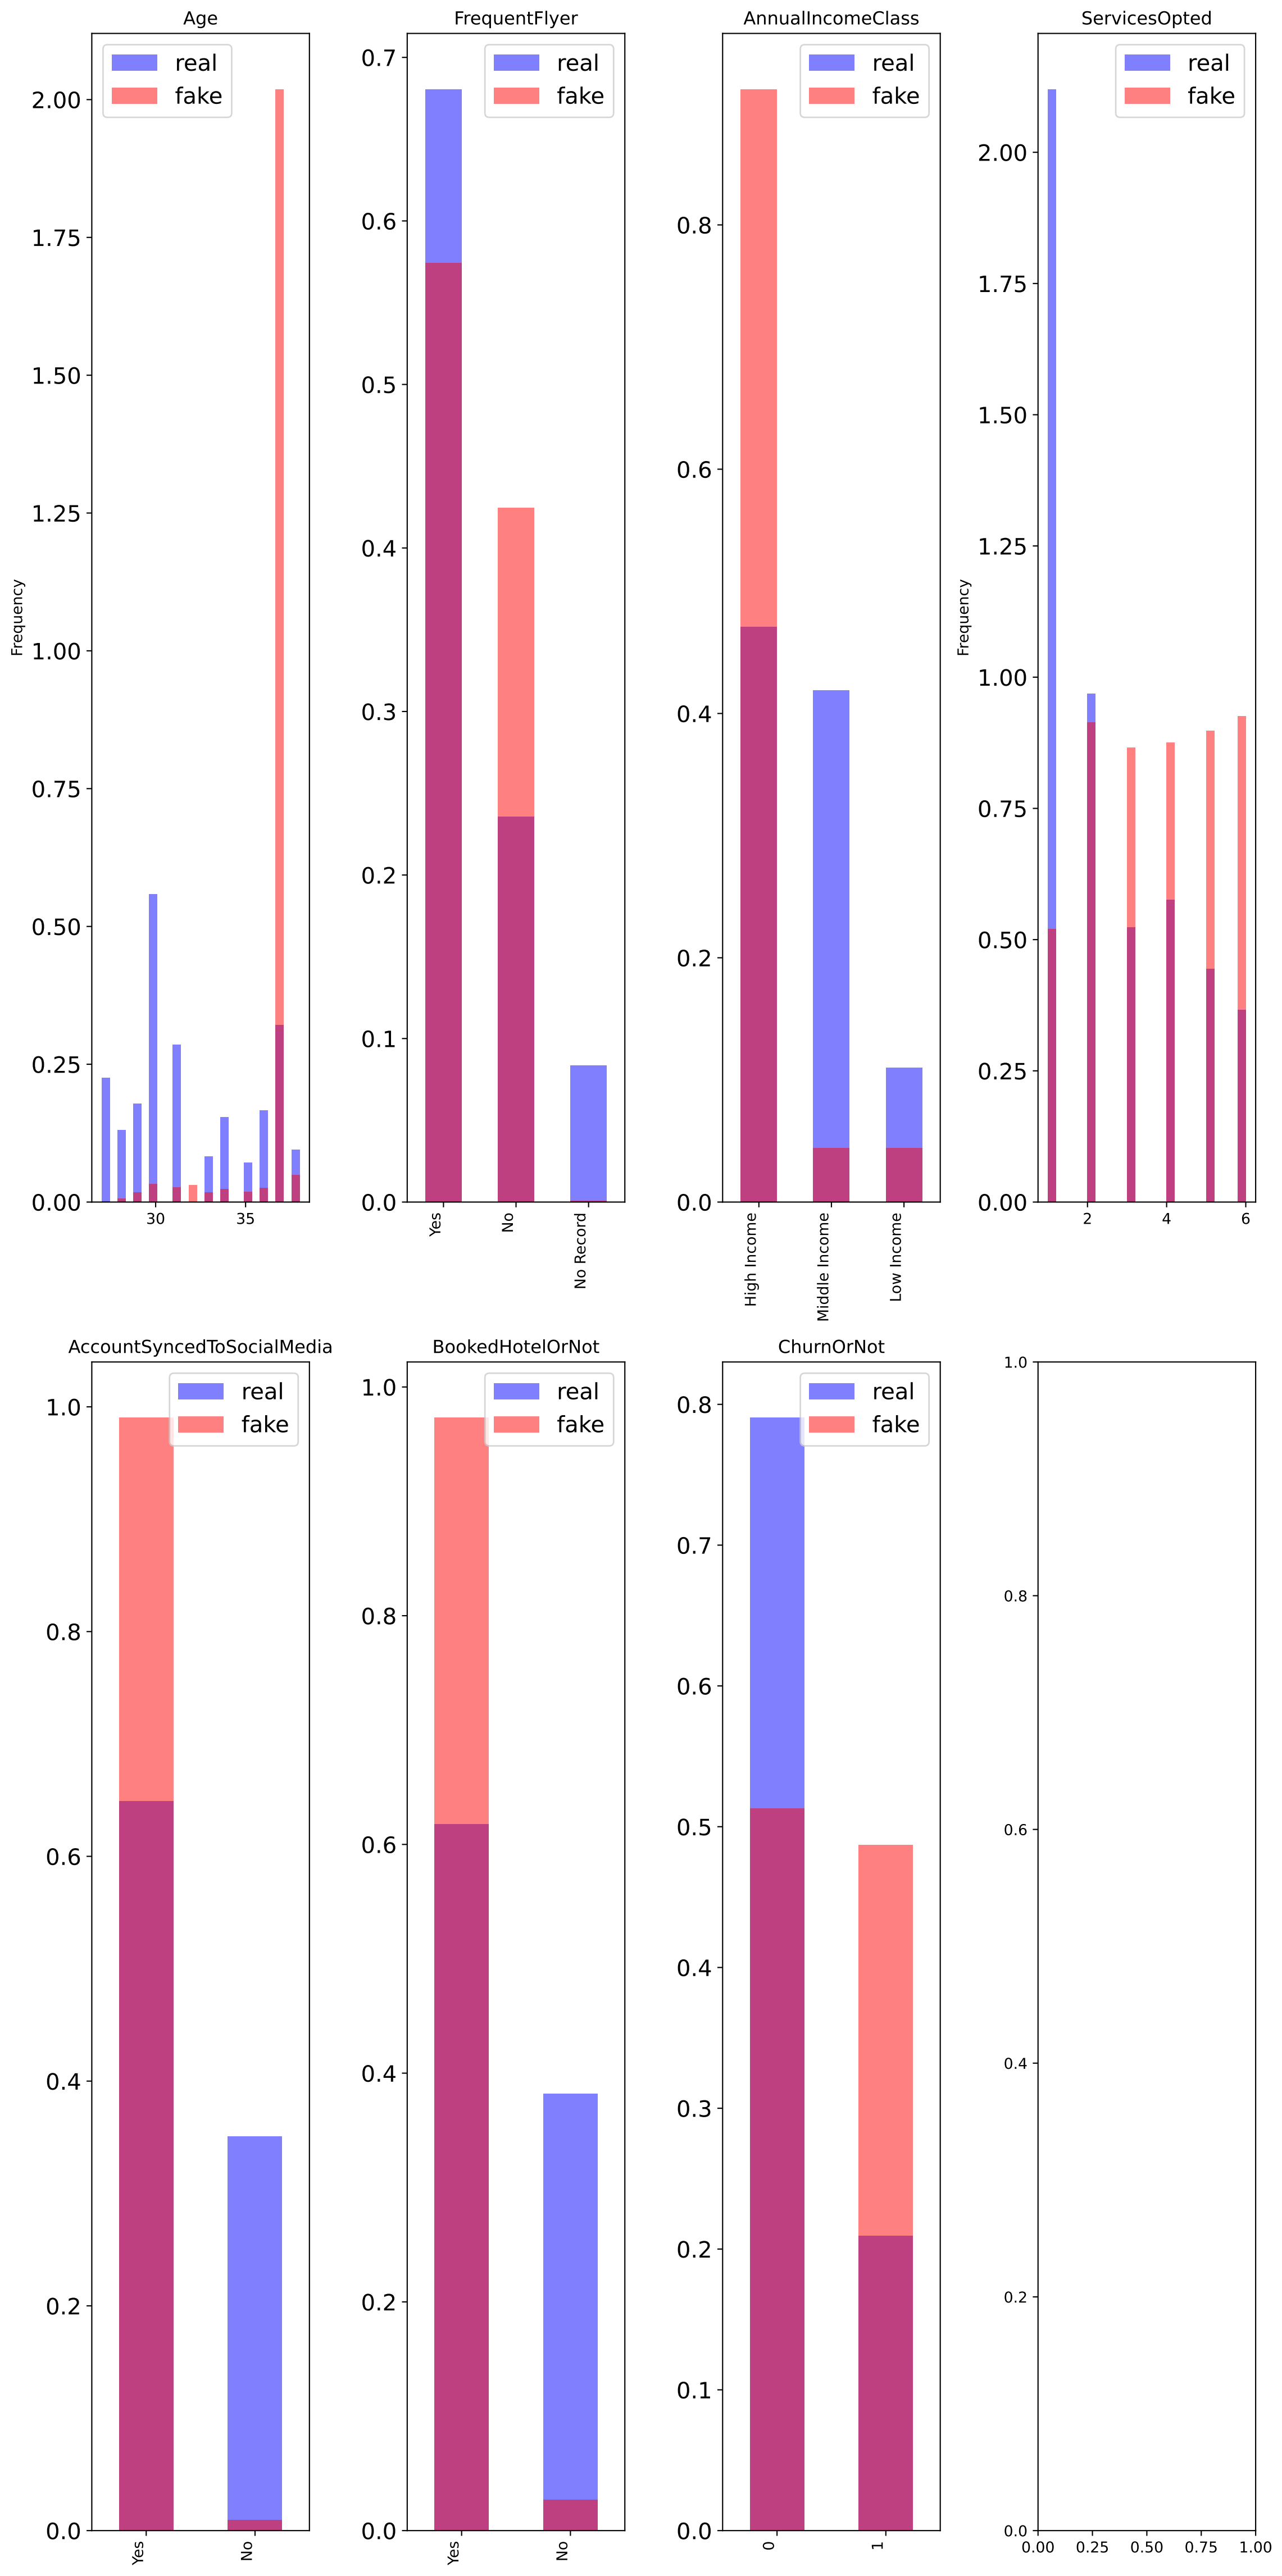 Age
real
fake
2.00
1.75
1.50
1.25
1.00
0.75
0.50
0.25
0.00
Frequency
30 35
FrequentFlyer
real
fake
0.7
0.6
0.5
0.4
0.3
0.2
0.1
0.0
Yes
No
No Record
AnnualIncomeClass
real
fake
0.8
0.6
0.4
0.2
0.0
High Income
Middle Income
Low Income
ServicesOpted
real
fake
2.00
1.75
1.50
1.25
1.00
0.75
0.50
0.25
0.00
Frequency
2 4 6
AccountSyncedToSocialMedia
real
fake
1.0
0.8
0.6
0.4
0.2
0.0
Yes
No
BookedHotelOrNot
real
fake
1.0
0.8
0.6
0.4
0.2
0.0
Yes
No
ChurnOrNot
real
fake
0.8
0.7
0.6
0.5
0.4
0.3
0.2
0.1
0.0
0
1
1.0
0.8
0.6
0.4
0.2
0.0
0.00 0.25 0.50 0.75 1.00